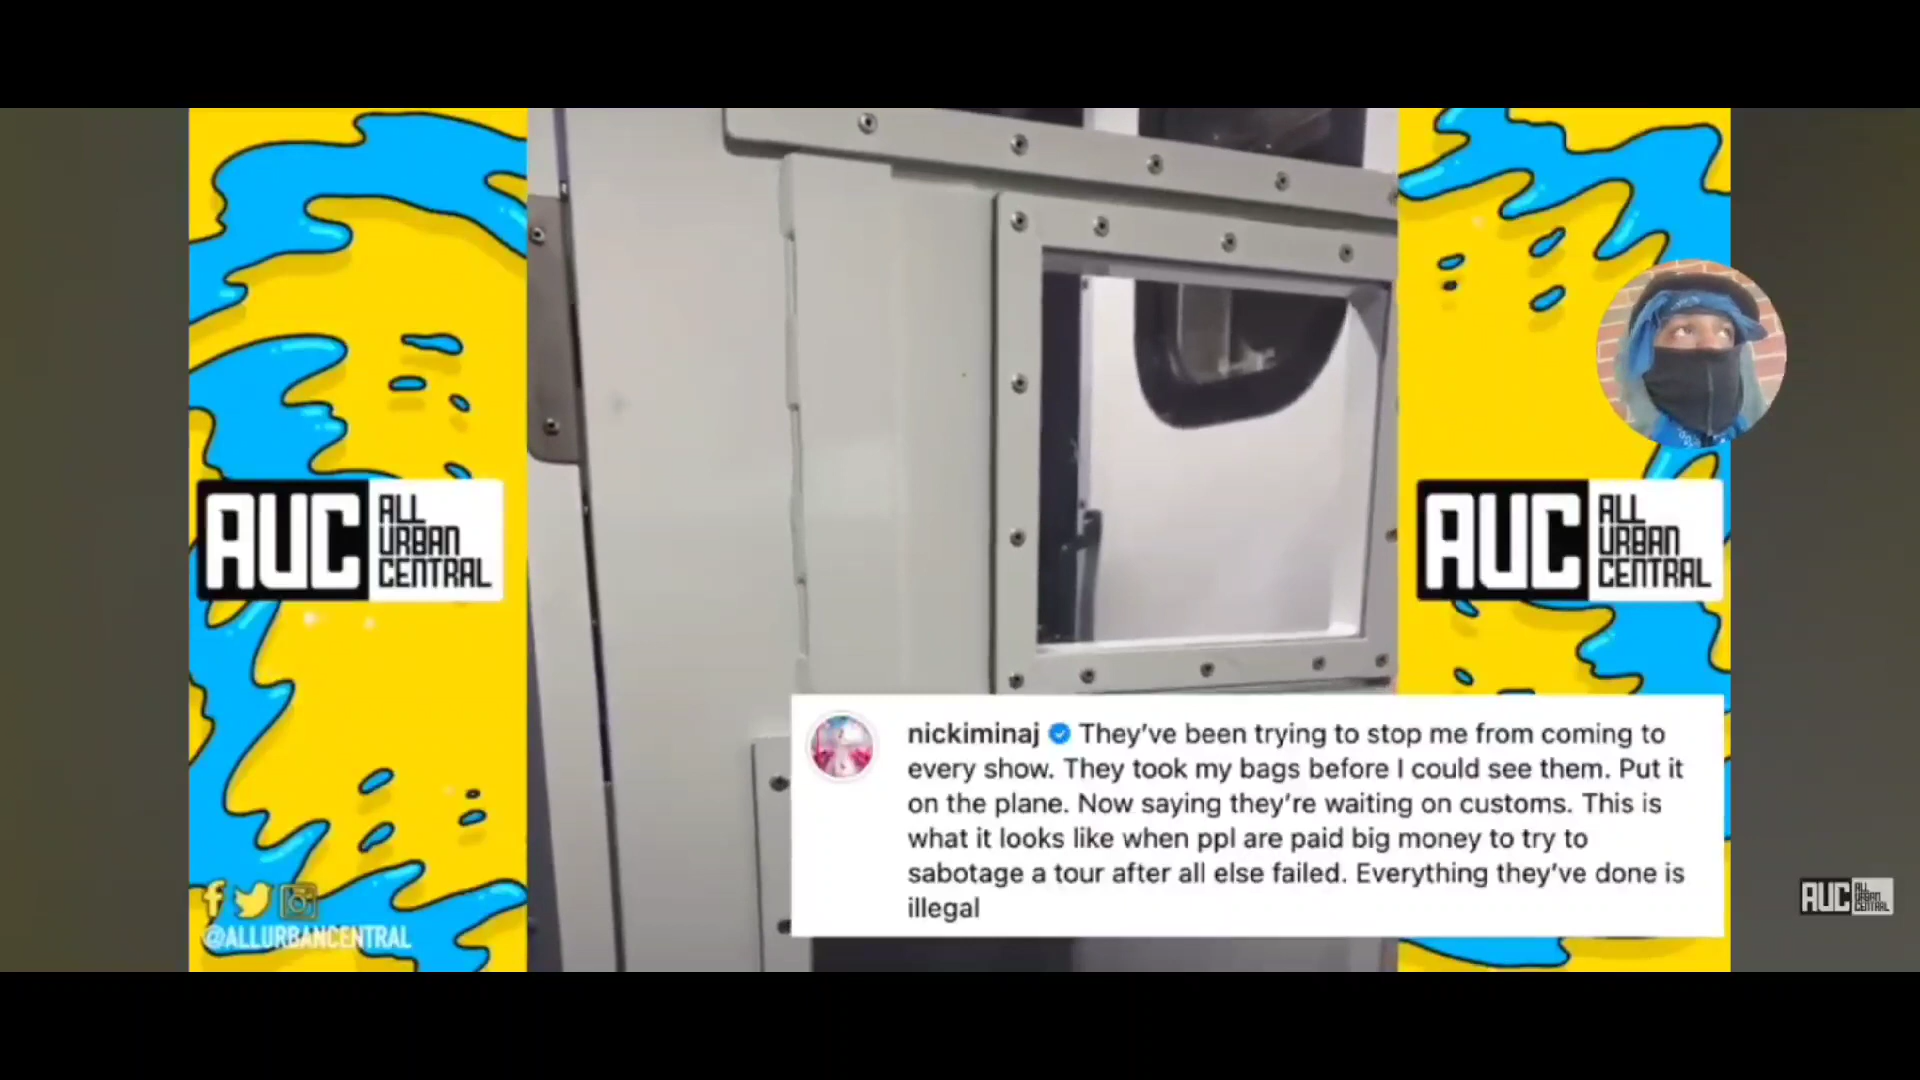 AUC ALL
URBAN
CENTRAL
AUC ALL
URBAN
CENTRAL
nickiminaj They've been trying to stop me from coming to
every show. They took my bags before I could see them. Put it
on the plane. Now saying they're waiting on customs. This is
what it looks like when ppl are paid big money to try to
sabotage a tour after all else failed. Everything they've done is
illegal
@ALLURBANCENTRAL
AUC ALL
URBAN
CENTRAL